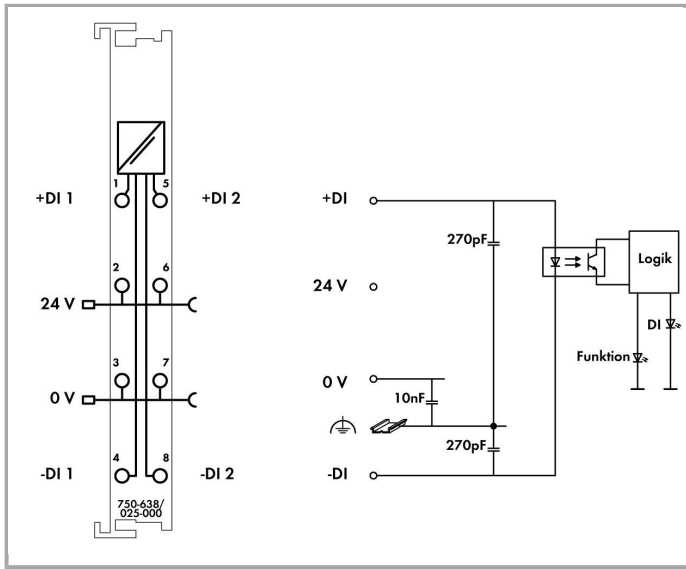 1 5
+DI 1 +DI 2
2 6
24 V
3 7
0 V
4 8
-DI 1 -DI 2
750-638/
025-000
+DI
270pF
Logik
24 V
DI
Funktion
0 V
10nF
270pF
-DI